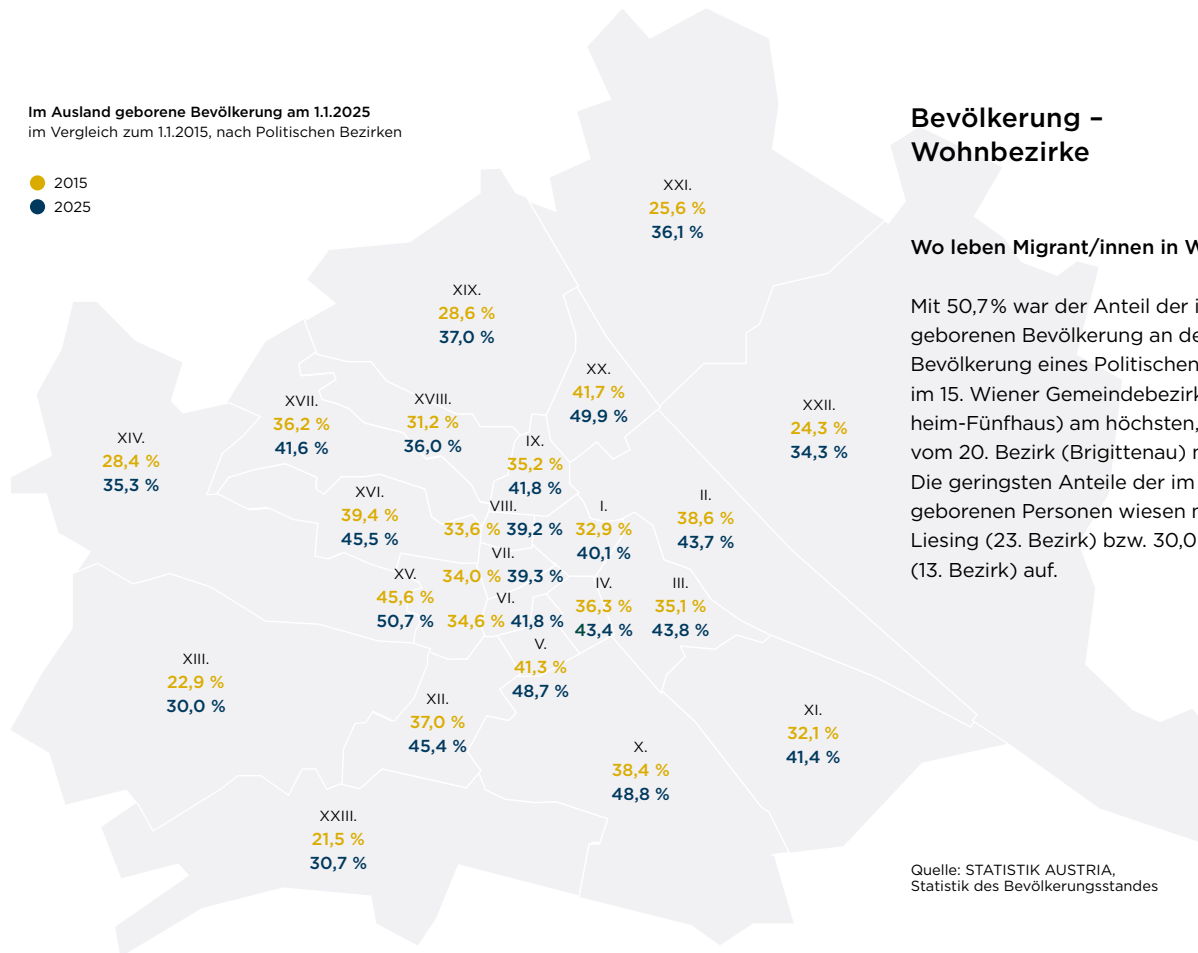 Im Ausland geborene Bevölkerung am 1.1.2025
im Vergleich zum 1.1.2015, nach Politischen Bezirken
2015
2025
XXI.
25,6 %
36,1 %
XIX.
28,6 %
37,0 %
XX.
41,7 %
49,9 %
XVII.
36,2 %
41,6 %
XVIII.
31,2 %
36,0 %
XXII.
24,3 %
34,3 %
XIV.
28,4 %
35,3 %
IX.
35,2 %
41,8 %
XVI.
39,4 %
45,5 %
VIII.
33,6 % 39,2 %
I.
32,9 %
40,1 %
II.
38,6 %
43,7 %
VII.
34,0 % 39,3 %
XV.
45,6 %
50,7 %
VI.
34,6 % 41,8 %
IV.
36,3 %
43,4 %
III.
35,1 %
43,8 %
V.
41,3 %
48,7 %
XIII.
22,9 %
30,0 %
XII.
37,0 %
45,4 %
XI.
32,1 %
41,4 %
X.
38,4 %
48,8 %
XXIII.
21,5 %
30,7 %
Bevölkerung –
Wohnbezirke
Wo leben Migrant/innen in
Mit 50,7 % war der Anteil der
geborenen Bevölkerung an
Bevölkerung eines Politischen
im 15. Wiener Gemeindebezirk
heim-Fünfhaus) am höchsten,
vom 20. Bezirk (Brigittenau)
Die geringsten Anteile der im
geborenen Personen wiesen
Liesing (23. Bezirk) bzw. 30,0
(13. Bezirk) auf.
Quelle: STATISTIK AUSTRIA,
Statistik des Bevölkerungsstandes